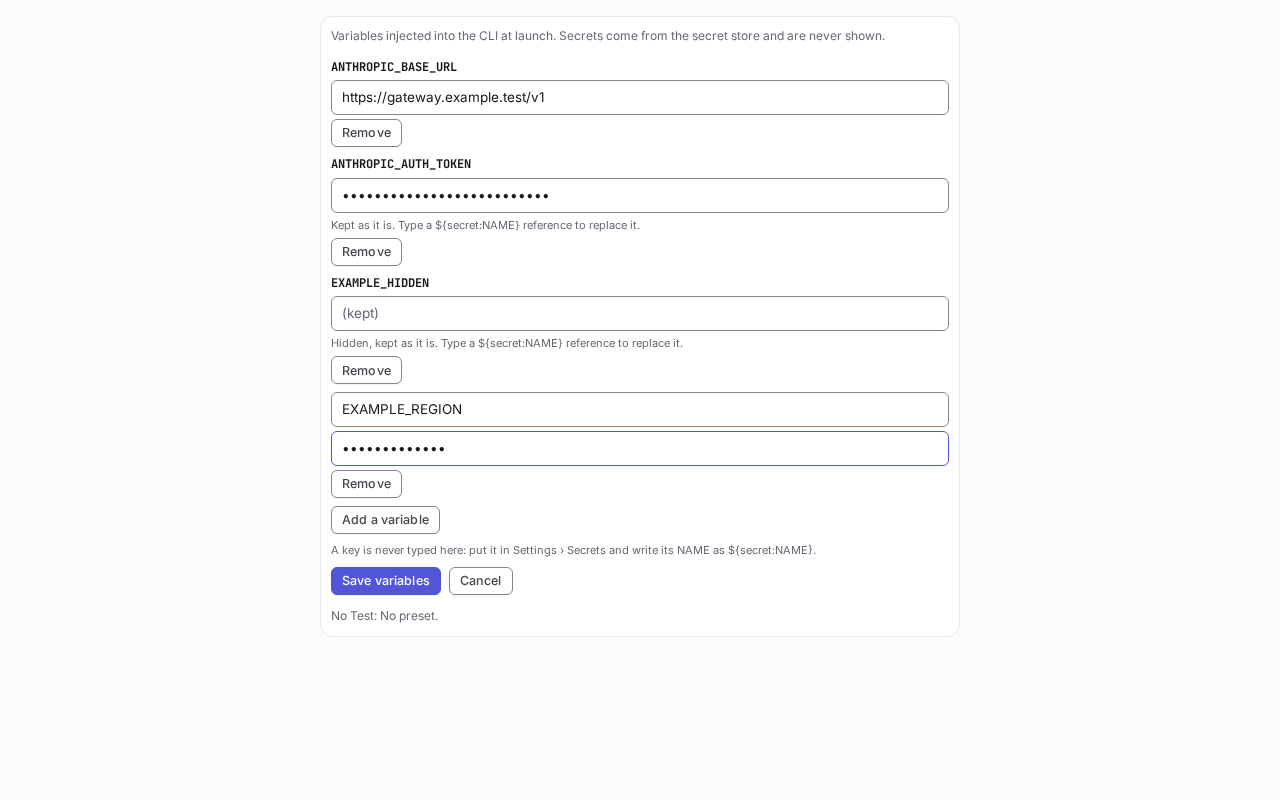 Variables injected into the CLI at launch. Secrets come from the secret store and are never shown.
ANTHROPIC_BASE_URL
https://gateway.example.test/v1
Remove
ANTHROPIC_AUTH_TOKEN
••••••••••••••••••••••••••
Kept as it is. Type a ${secret:NAME} reference to replace it.
Remove
EXAMPLE_HIDDEN
(kept)
Hidden, kept as it is. Type a ${secret:NAME} reference to replace it.
Remove
EXAMPLE_REGION
•••••••••••••
Remove
Add a variable
A key is never typed here: put it in Settings › Secrets and write its NAME as ${secret:NAME}.
Save variables Cancel
No Test: No preset.